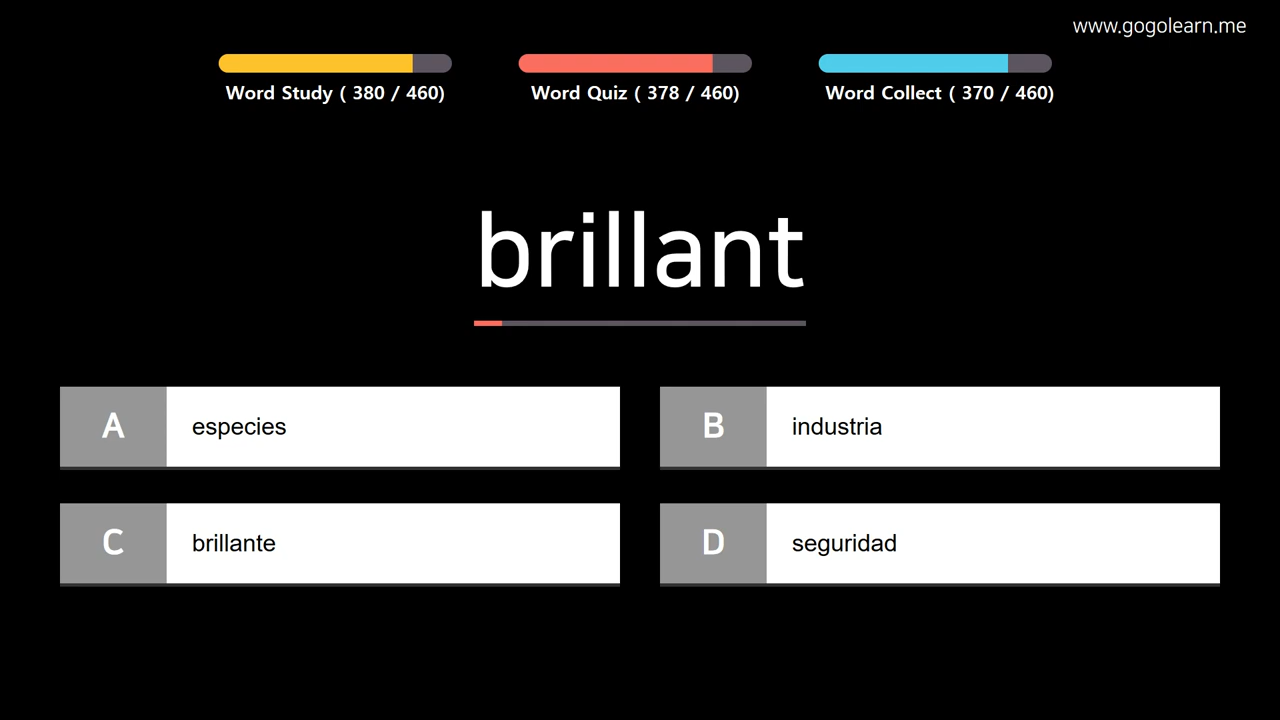 www.gogolearn.me
Word Study ( 380 / 460)
Word Quiz ( 378 / 460)
Word Collect ( 370 / 460)
brillant
A especies
B industria
C brillante
D seguridad